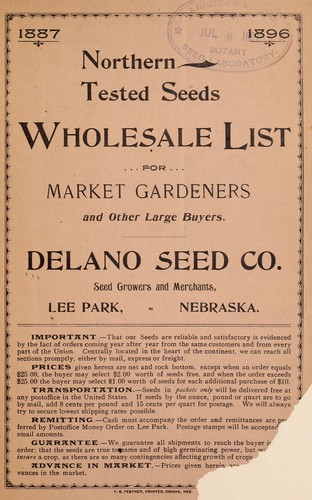 1887 1896
JUL 8
BOTANY
SEED LABORATORY.
Northern
Tested Seeds
WHOLESALE LIST
... FOR ...
MARKET GARDENERS
and Other Large Buyers.
DELANO SEED CO.
Seed Growers and Merchants,
LEE PARK, - NEBRASKA.
IMPORTANT.—That our Seeds are reliable and satisfactory is evidenced
by the fact of orders coming year after year from the same customers and from every
part of the Union. Centrally located in the heart of the continent, we can reach all
sections promptly, either by mail, express or freight.
PRICES given herein are net and rock bottom, except when an order equals
$25.00, the buyer may select $2.00 worth of seeds free, and when the order exceeds
$25.00 the buyer may select $1.00 worth of seeds for each additional purchase of $10.
TRANSPORTATION.—Seeds in packets only will be delivered free at
any postoffice in the United States. If seeds by the ounce, pound or quart are to go
by mail, add 8 cents per pound and 15 cents per quart for postage. We will always try
to secure lowest shipping rates possible.
REMITTING.—Cash must accompany the order and remittances are pre-
ferred by Postoffice Money Order on Lee Park. Postage stamps will be accepted
small amounts.
GUARANTEE.—We guarantee all shipments to reach the buyer
order; that the seeds are true to name and of high germinating power, but we
insure a crop, as there are so many contingencies affecting growth of
ADVANCE IN MARKET.—Prices given herein
vances in the market.
F. B. FESTNER, PRINTER, OMAHA, NEB.